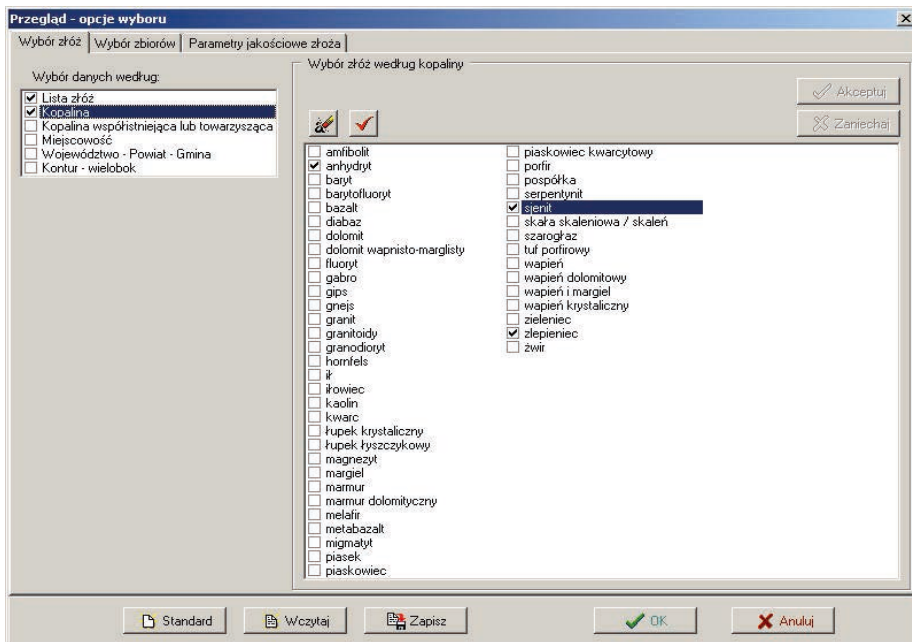 Przegląd - opcje wyboru
Wybór złóż
Wybór zbiorów
Parametry jakościowe złoża
Wybór danych według:
Lista złóż
Kopalina
Kopalina współistniejąca lub towarzysząca
Miejscowość
Województwo - Powiat - Gmina
Kontur - wielobok
Wybór złóż według kopaliny
Akceptuj
Zaniechaj
amfibolit
anhydryt
baryt
barytofluoryt
bazalt
diabaz
dolomit
dolomit wapnisto-marglisty
fluoryt
gabro
gips
gnejs
granit
granitoidy
granodioryt
hornfels
ił
iłowiec
kaolin
kwarc
łupek krystaliczny
łupek łyszczykowy
magnezyt
margiel
marmur
marmur dolomityczny
melafir
metabazalt
migmatyt
piasek
piaskowiec
piaskowiec kwarcytowy
porfir
pospółka
serpentynit
sjenit
skała skaleniowa / skaleń
szarogłaz
tuf porfirowy
wapień
wapień dolomitowy
wapień i margiel
wapień krystaliczny
zieleniec
zlepieniec
żwir
Standard
Wczytaj
Zapisz
OK
Anuluj